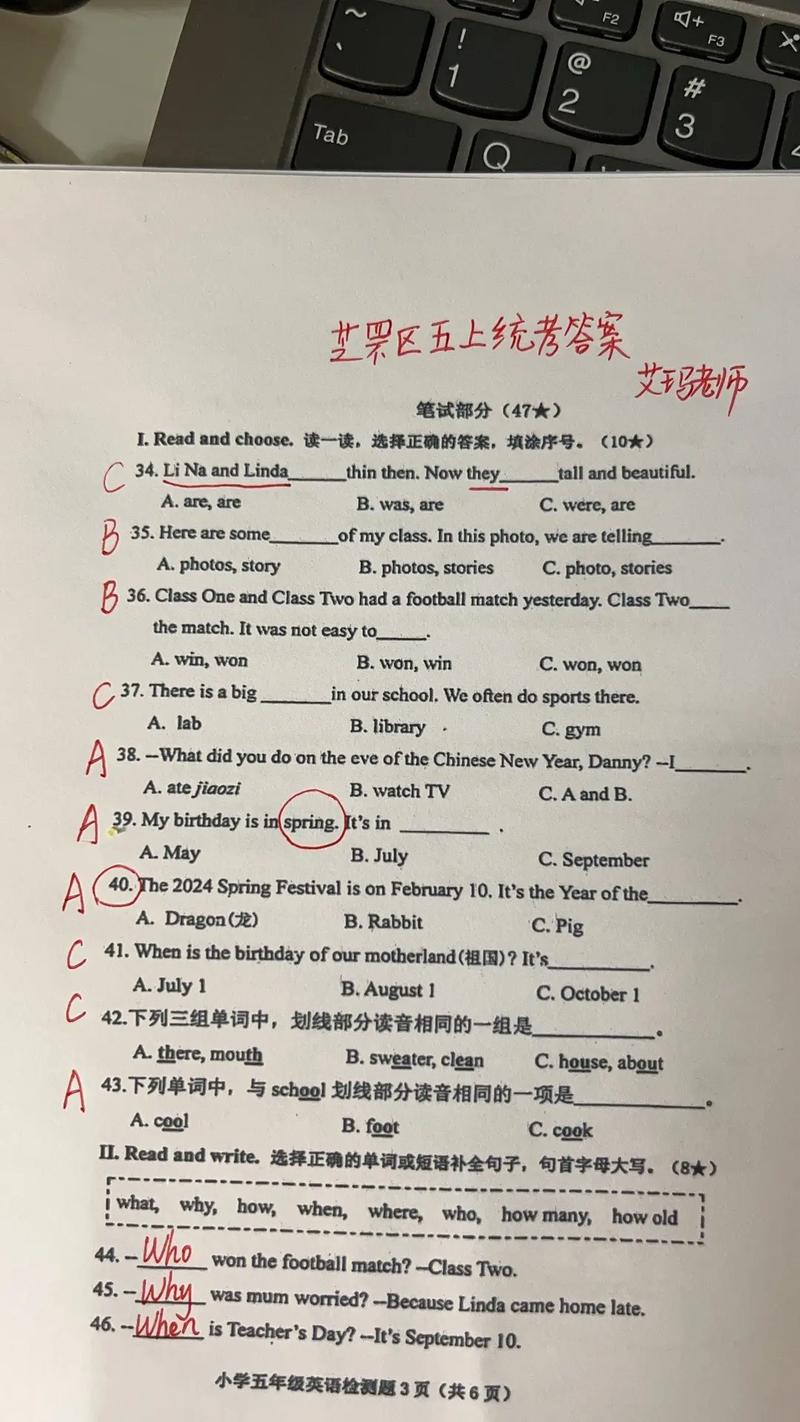 ~ ! @ # F2 F3
` 1 2 3
Tab Q
芝罘区五上统考答案
艾玛老师
笔试部分（47★）
I. Read and choose. 读一读，选择正确的答案，填涂序号。（10★）
C 34. Li Na and Linda______thin then. Now they______tall and beautiful.
A. are, are B. was, are C. were, are
B 35. Here are some_______of my class. In this photo, we are telling_______.
A. photos, story B. photos, stories C. photo, stories
B 36. Class One and Class Two had a football match yesterday. Class Two____
the match. It was not easy to_____.
A. win, won B. won, win C. won, won
C 37. There is a big _______in our school. We often do sports there.
A. lab B. library C. gym
A 38. --What did you do on the eve of the Chinese New Year, Danny? --I_______.
A. ate jiaozi B. watch TV C. A and B.
A 39. My birthday is in spring. It's in _________ .
A. May B. July C. September
A 40. The 2024 Spring Festival is on February 10. It's the Year of the_________.
A. Dragon(龙) B. Rabbit C. Pig
C 41. When is the birthday of our motherland(祖国)? It's__________.
A. July 1 B. August 1 C. October 1
C 42.下列三组单词中，划线部分读音相同的一组是____________。
A. there, mouth B. sweater, clean C. house, about
A 43.下列单词中，与 school 划线部分读音相同的一项是_____________。
A. cool B. foot C. cook
II. Read and write. 选择正确的单词或短语补全句子，句首字母大写。（8★）
what, why, how, when, where, who, how many, how old
44. --Who won the football match? --Class Two.
45. --Why was mum worried? --Because Linda came home late.
46. --When is Teacher's Day? --It's September 10.
小学五年级英语检测题 3 页（共 6 页）